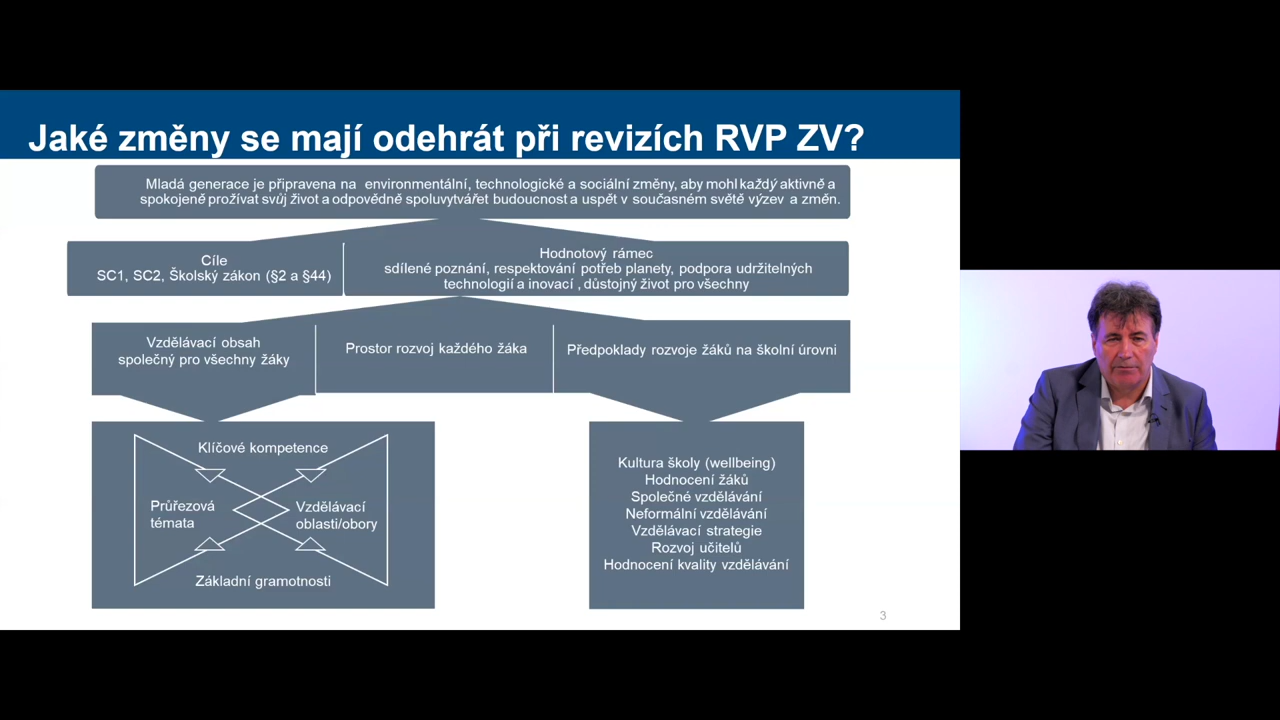 Jaké změny se mají odehrát při revizích RVP ZV?
Mladá generace je připravena na environmentální, technologické a sociální změny, aby mohl každý aktivně a
spokojeně prožívat svůj život a odpovědně spoluvytvářet budoucnost a uspět v současném světě výzev a změn.
Cíle
SC1, SC2, Školský zákon (§2 a §44)
Hodnotový rámec
sdílené poznání, respektování potřeb planety, podpora udržitelných
technologií a inovací , důstojný život pro všechny
Vzdělávací obsah
společný pro všechny žáky
Prostor rozvoj každého žáka
Předpoklady rozvoje žáků na školní úrovni
Klíčové kompetence
Průřezová
témata
Vzdělávací
oblasti/obory
Základní gramotnosti
Kultura školy (wellbeing)
Hodnocení žáků
Společné vzdělávání
Neformální vzdělávání
Vzdělávací strategie
Rozvoj učitelů
Hodnocení kvality vzdělávání
3